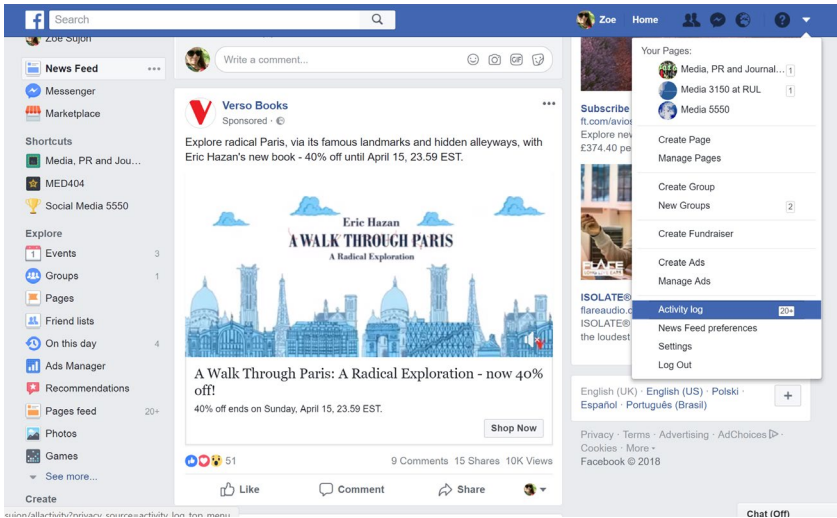 Search
Zoe
Home
Zoe Sujon
News Feed
Messenger
Marketplace
Shortcuts
Media, PR and Jou...
MED404
Social Media 5550
Explore
Events 3
Groups 1
Pages
Friend lists
On this day 4
Ads Manager
Recommendations
Pages feed 20+
Photos
Games
See more...
Create
sujon/allactivity?privacy_source=activity_log_top_menu
Write a comment...
GIF
Verso Books
Sponsored ·
Explore radical Paris, via its famous landmarks and hidden alleyways, with
Eric Hazan's new book - 40% off until April 15, 23.59 EST.
Eric Hazan
A WALK THROUGH PARIS
A Radical Exploration
A Walk Through Paris: A Radical Exploration - now 40%
off!
40% off ends on Sunday, April 15, 23.59 EST.
Shop Now
51
9 Comments 15 Shares 10K Views
Like
Comment
Share
Subscribe
ft.com/avios
Explore new
£374.40 pe
PLACE
ISOLATE®
flareaudio.c
ISOLATE®
the loudest
Your Pages:
Media, PR and Journal... 1
Media 3150 at RUL 1
Media 5550
Create Page
Manage Pages
Create Group
New Groups 2
Create Fundraiser
Create Ads
Manage Ads
Activity log 20+
News Feed preferences
Settings
Log Out
English (UK) · English (US) · Polski ·
Español · Português (Brasil)
Privacy · Terms · Advertising · AdChoices ·
Cookies · More
Facebook © 2018
Chat (Off)